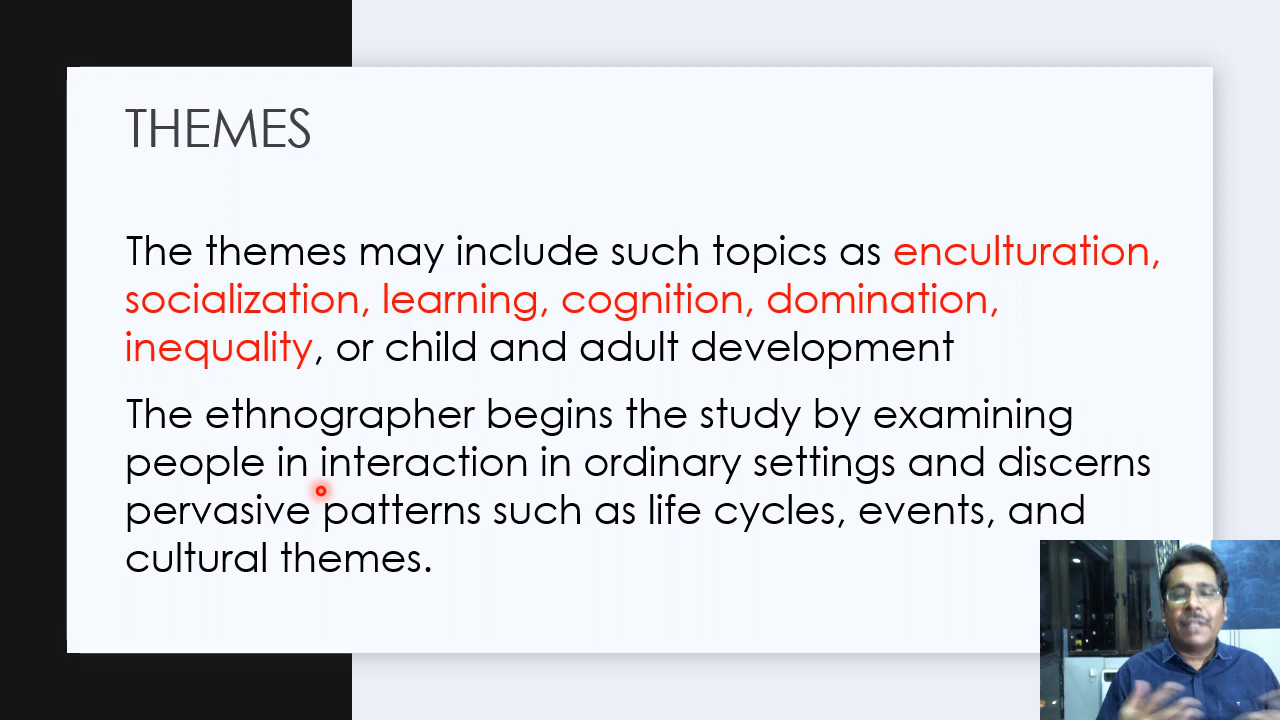 THEMES
The themes may include such topics as enculturation,
socialization, learning, cognition, domination,
inequality, or child and adult development
The ethnographer begins the study by examining
people in interaction in ordinary settings and discerns
pervasive patterns such as life cycles, events, and
cultural themes.